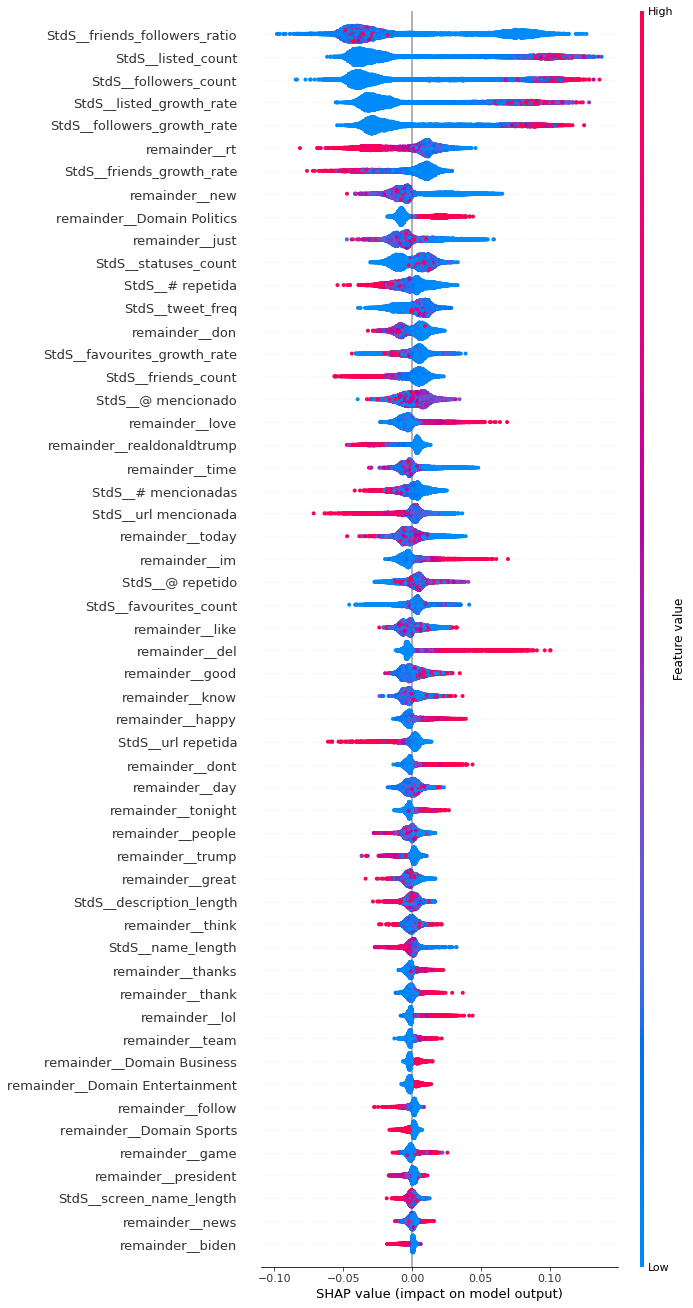 High
StdS__friends_followers_ratio
StdS__listed_count
StdS__followers_count
StdS__listed_growth_rate
StdS__followers_growth_rate
remainder__rt
StdS__friends_growth_rate
remainder__new
remainder__Domain Politics
remainder__just
StdS__statuses_count
StdS__# repetida
StdS__tweet_freq
remainder__don
StdS__favourites_growth_rate
StdS__friends_count
StdS__@ mencionado
remainder__love
remainder__realdonaldtrump
remainder__time
StdS__# mencionadas
StdS__url mencionada
remainder__today
remainder__im
StdS__@ repetido
StdS__favourites_count
remainder__like
remainder__del
remainder__good
remainder__know
remainder__happy
StdS__url repetida
remainder__dont
remainder__day
remainder__tonight
remainder__people
remainder__trump
remainder__great
StdS__description_length
remainder__think
StdS__name_length
remainder__thanks
remainder__thank
remainder__lol
remainder__team
remainder__Domain Business
remainder__Domain Entertainment
remainder__follow
remainder__Domain Sports
remainder__game
remainder__president
StdS__screen_name_length
remainder__news
remainder__biden
Feature value
Low
−0.10 −0.05 0.00 0.05 0.10
SHAP value (impact on model output)